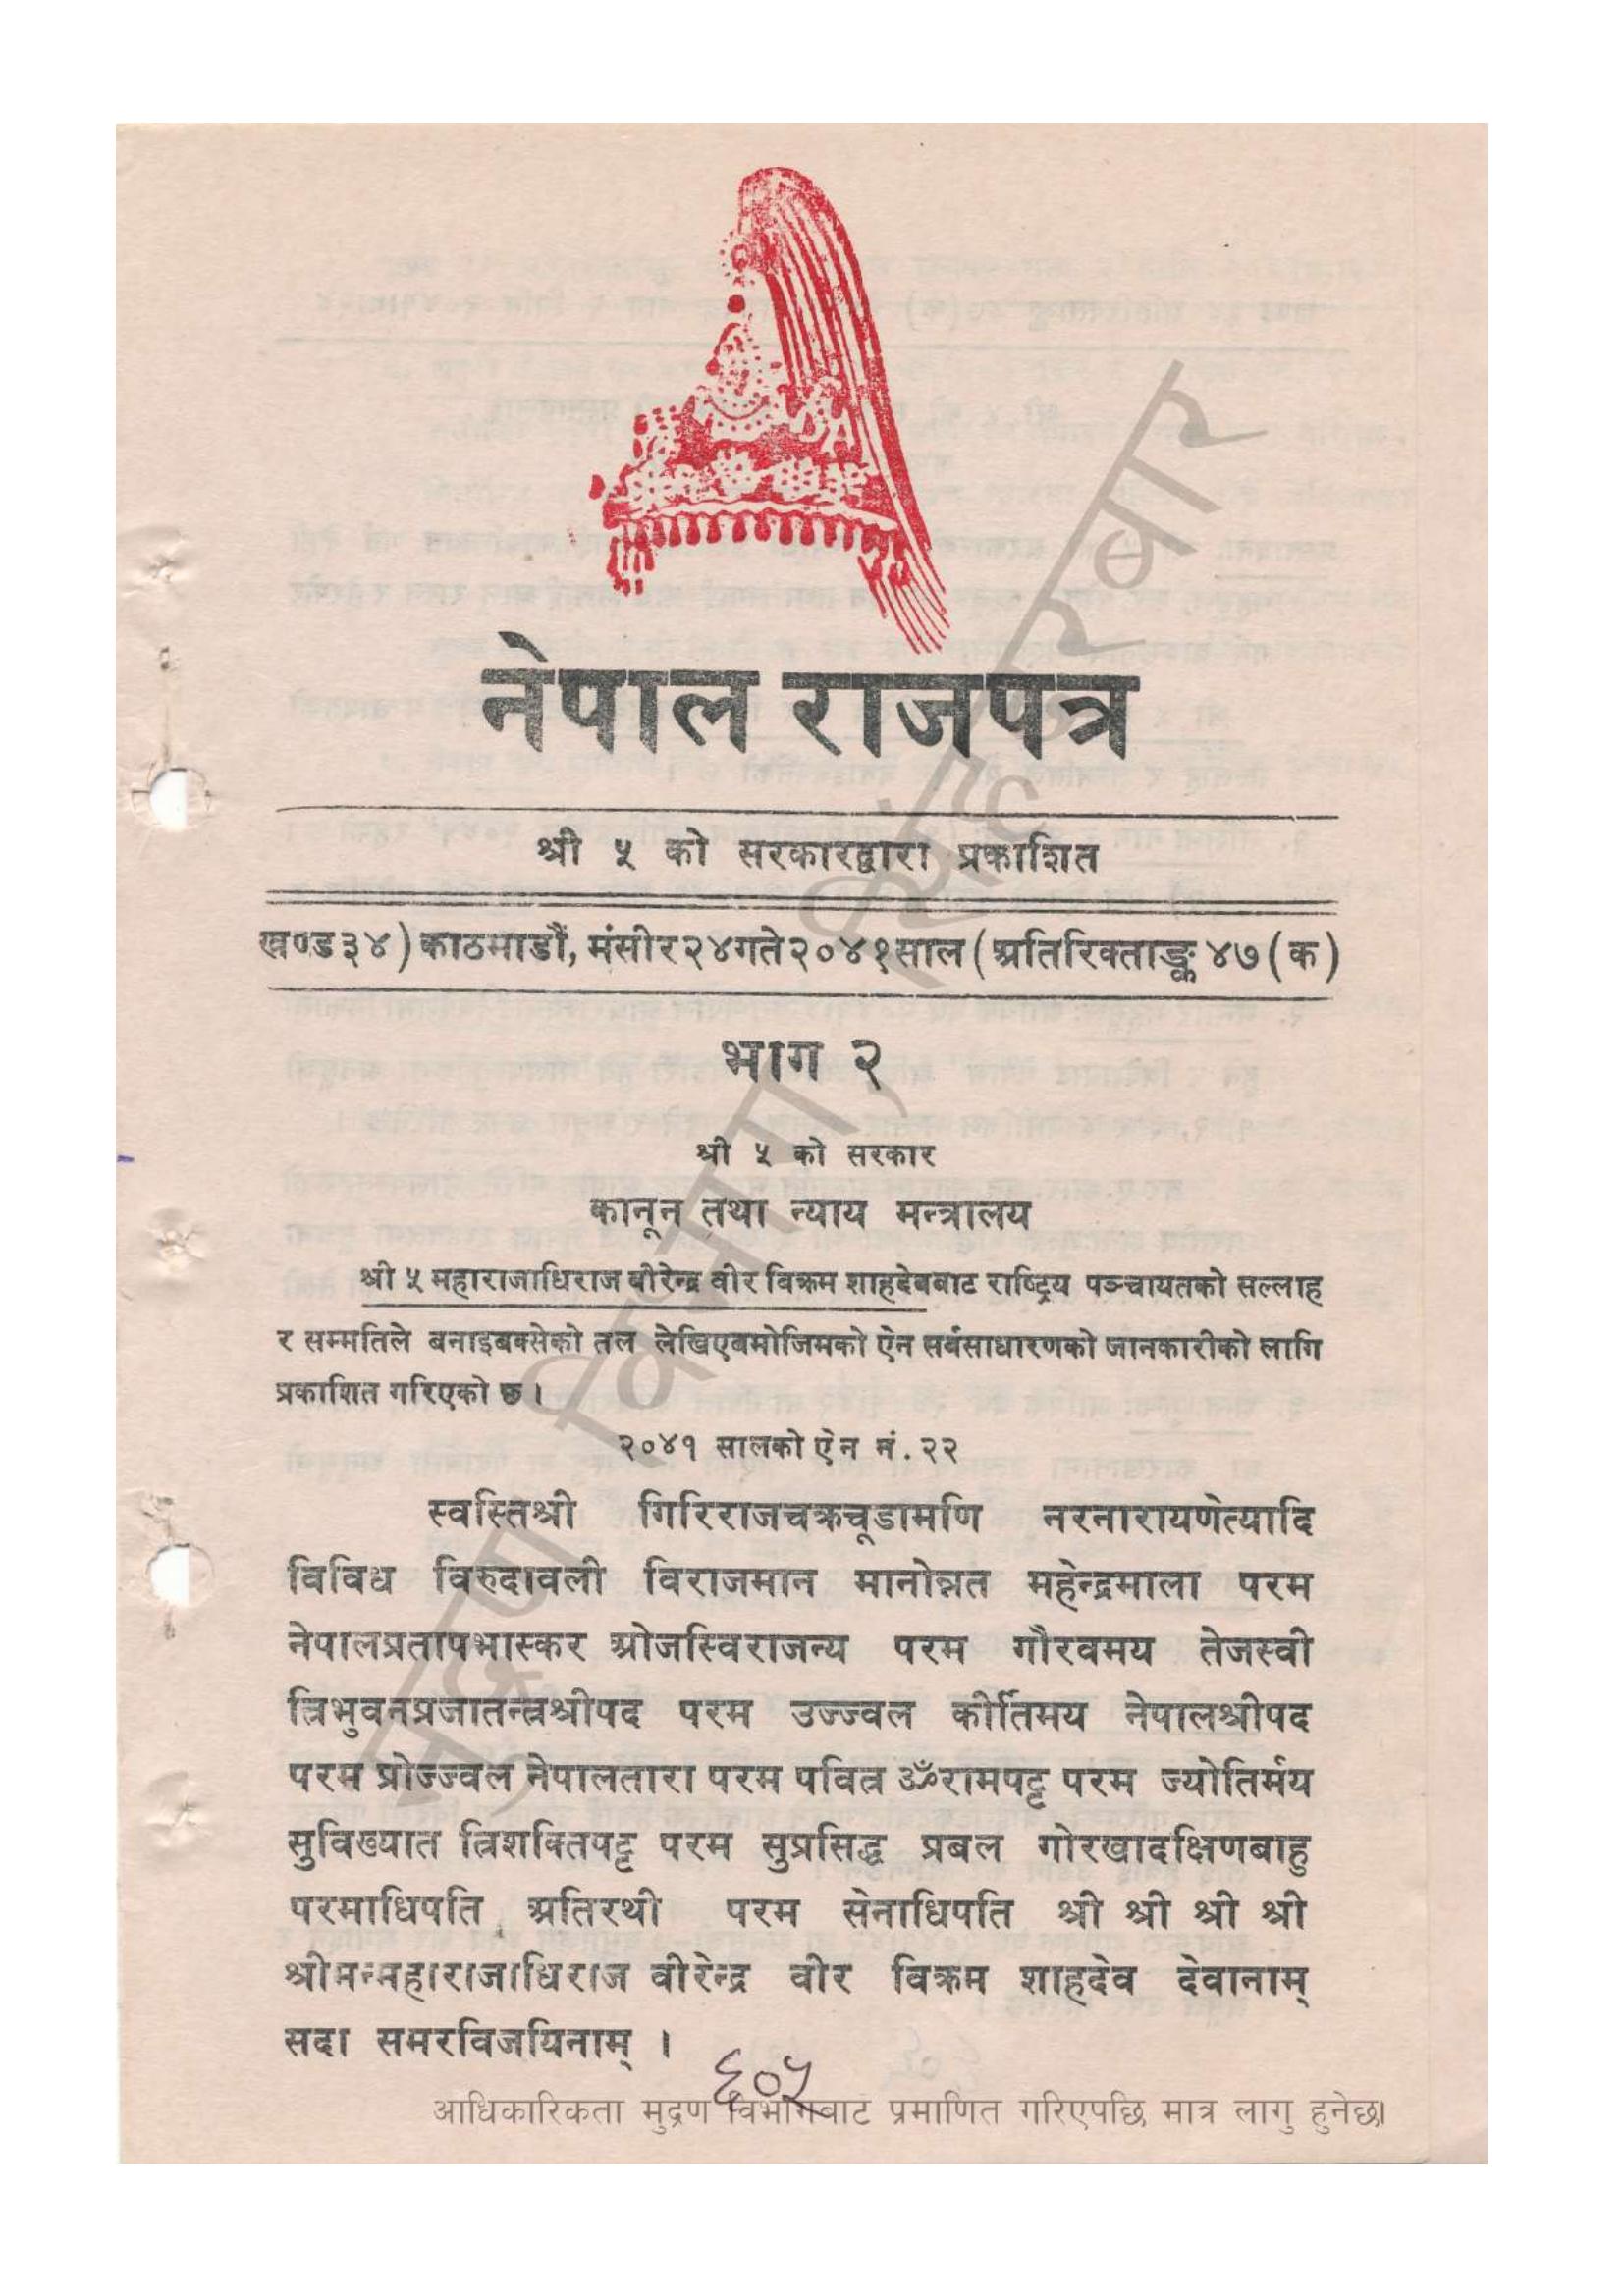 नेपाल राजपत्र
श्री ५ को सरकारद्वारा प्रकाशित
खण्ड ३४ ) काठमाडौं, मंसीर २४ गते २०४१ साल ( अतिरिक्ताङ्क ४७ ( क )
भाग २
श्री ५ को सरकार
कानून तथा न्याय मन्त्रालय
श्री ५ महाराजाधिराज वीरेन्द्र वीर विक्रम शाहदेवबाट राष्ट्रिय पञ्चायतको सल्लाह
र सम्मतिले बनाइबक्सेको तल लेखिएबमोजिमको ऐन सर्वसाधारणको जानकारीको लागि
प्रकाशित गरिएको छ ।
२०४१ सालको ऐन नं. २२
स्वस्तिश्री गिरिराजचक्रचूडामणि नरनारायणेत्यादि
विविध विरुदावली विराजमान मानोन्नत महेन्द्रमाला परम
नेपालप्रतापभास्कर ओजस्विराजन्य परम गौरवमय तेजस्वी
त्रिभुवनप्रजातन्त्रश्रीपद परम उज्ज्वल कीर्तिमय नेपालश्रीपद
परम प्रोज्ज्वल नेपालतारा परम पवित्र ॐरामपट्ट परम ज्योतिर्मय
सुविख्यात त्रिशक्तिपट्ट परम सुप्रसिद्ध प्रबल गोरखादक्षिणबाहु
परमाधिपति अतिरथी परम सेनाधिपति श्री श्री श्री श्री
श्रीमन्महाराजाधिराज वीरेन्द्र वीर विक्रम शाहदेव देवानाम्
सदा समरविजयिनाम् ।
६०५
आधिकारिकता मुद्रण विभागबाट प्रमाणित गरिएपछि मात्र लागु हुनेछ।
मुद्रण विभाग, सिंहदरवार